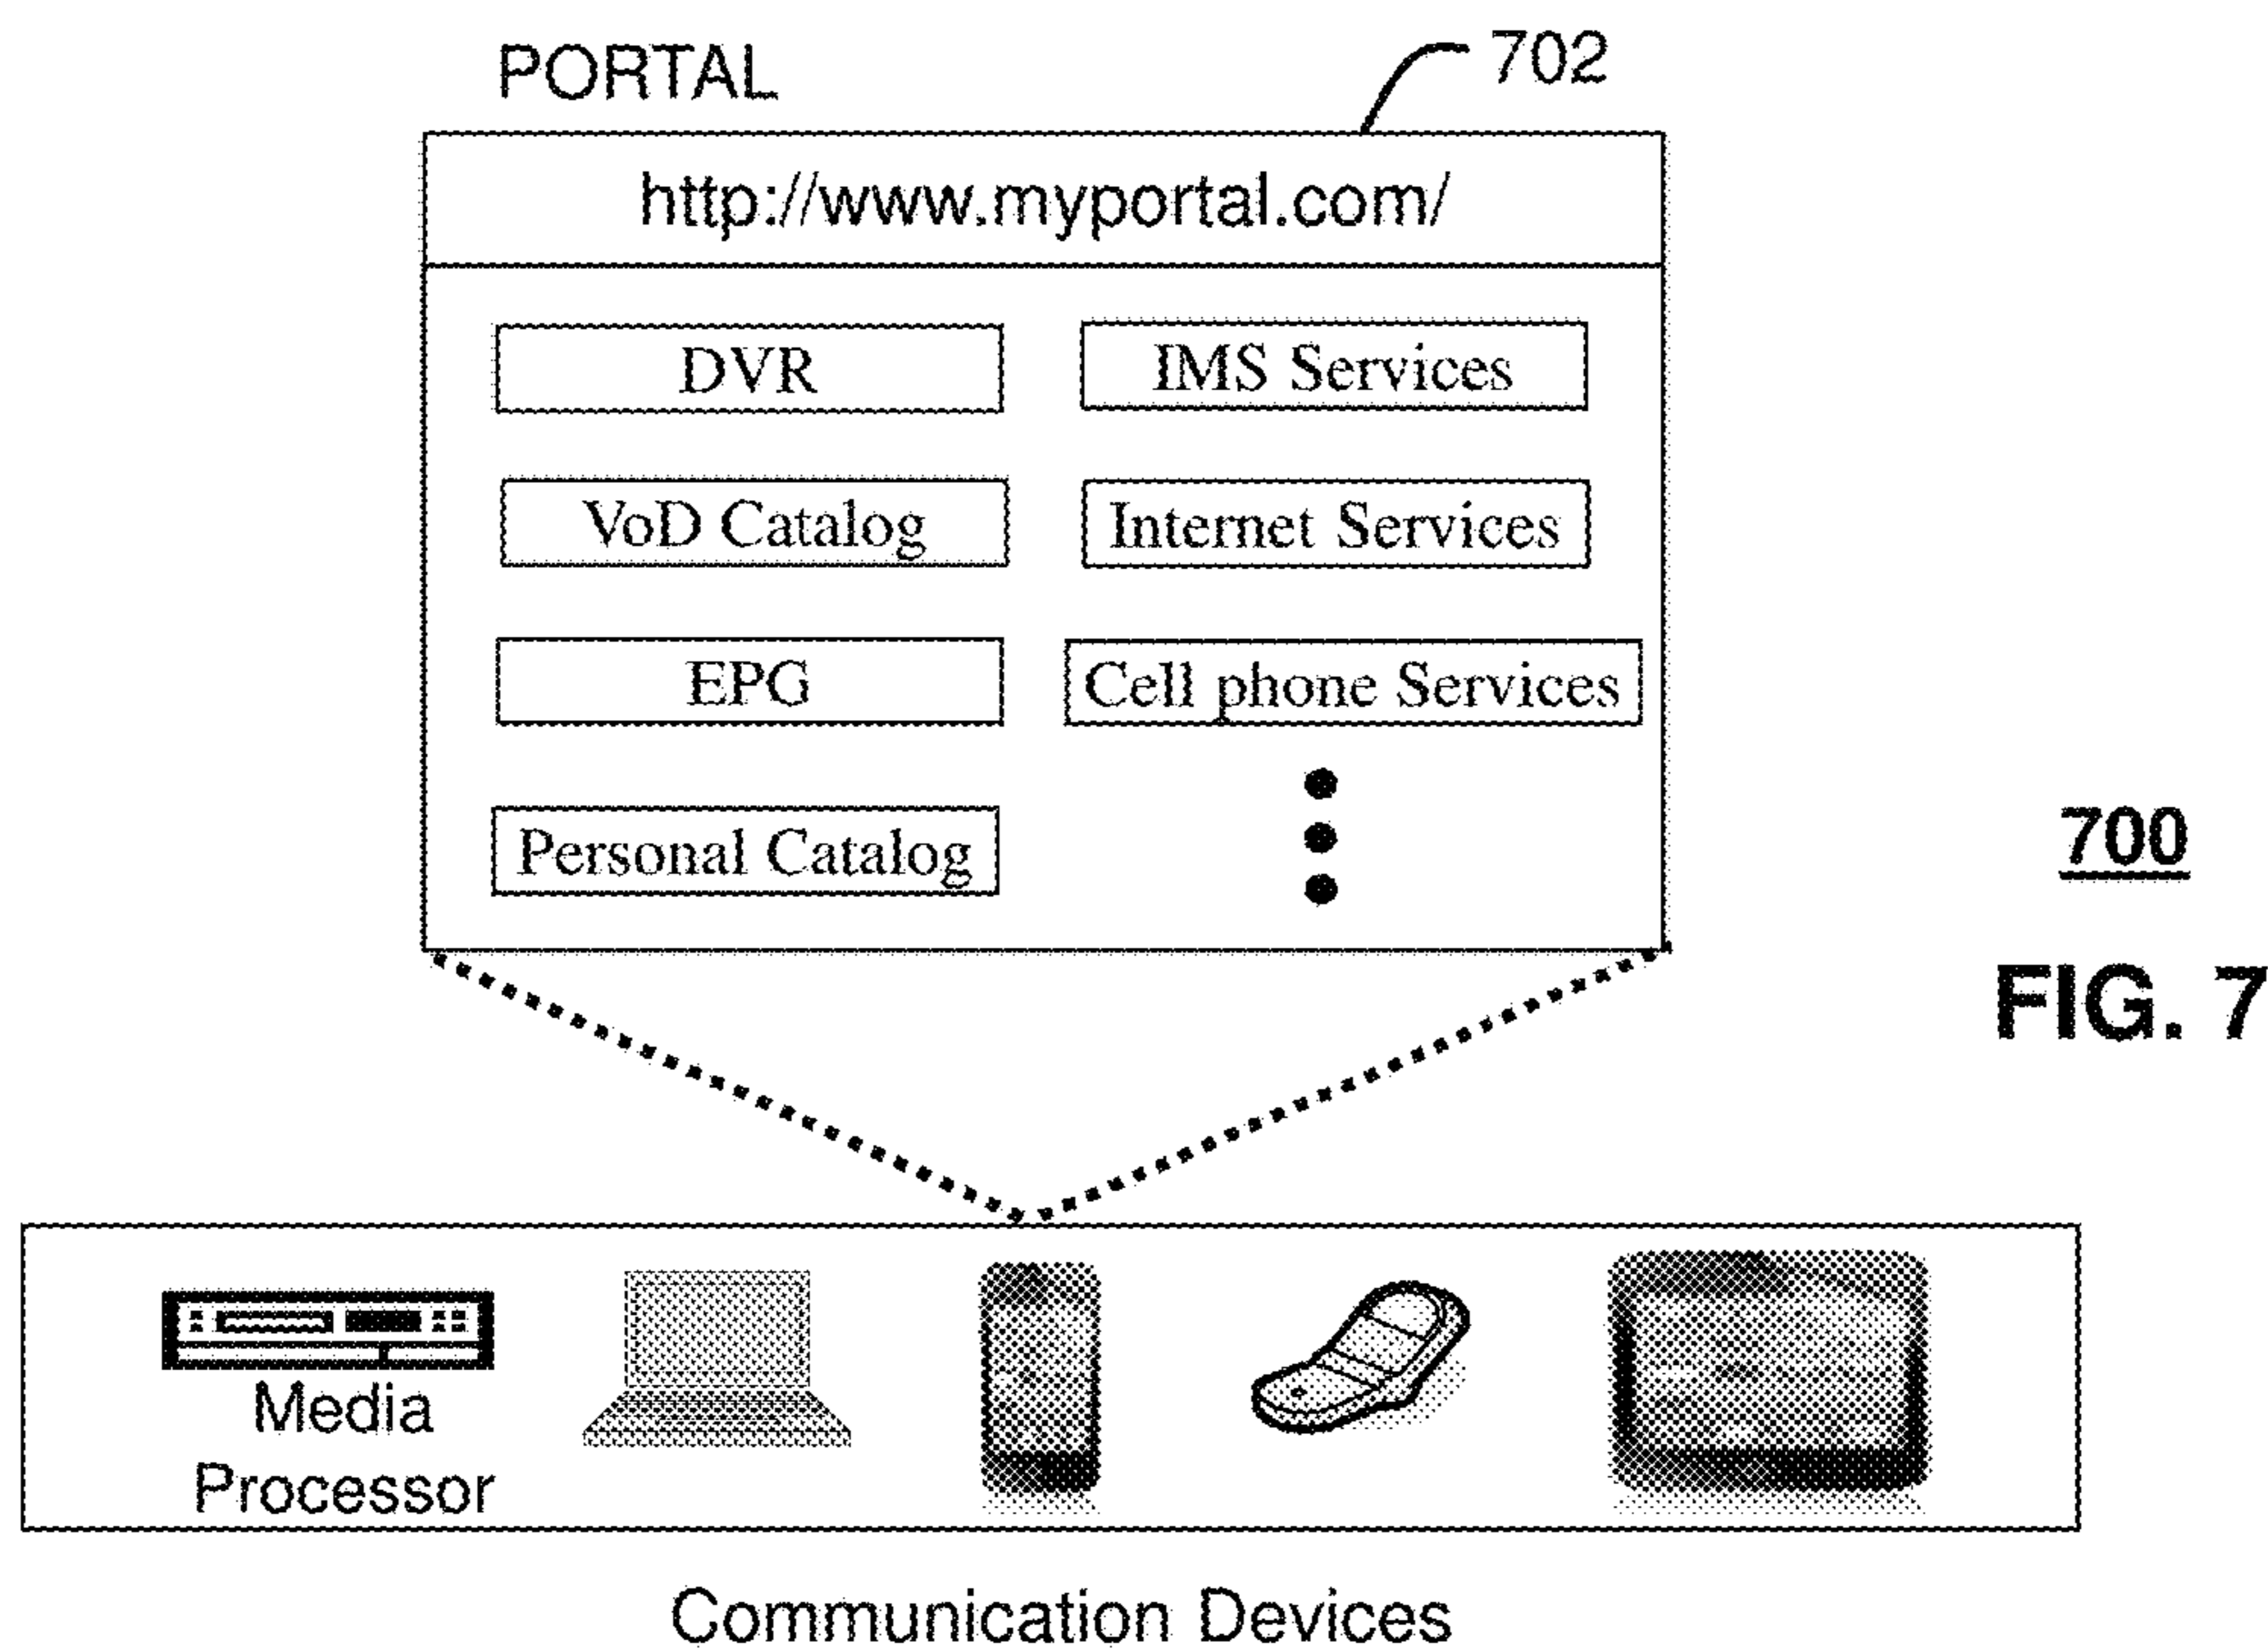 PORTAL
702
http://www.myportal.com/
DVR
IMS Services
VoD Catalog
Internet Services
EPG
Cell phone Services
Personal Catalog
700
FIG. 7
Media
Processor
Communication Devices